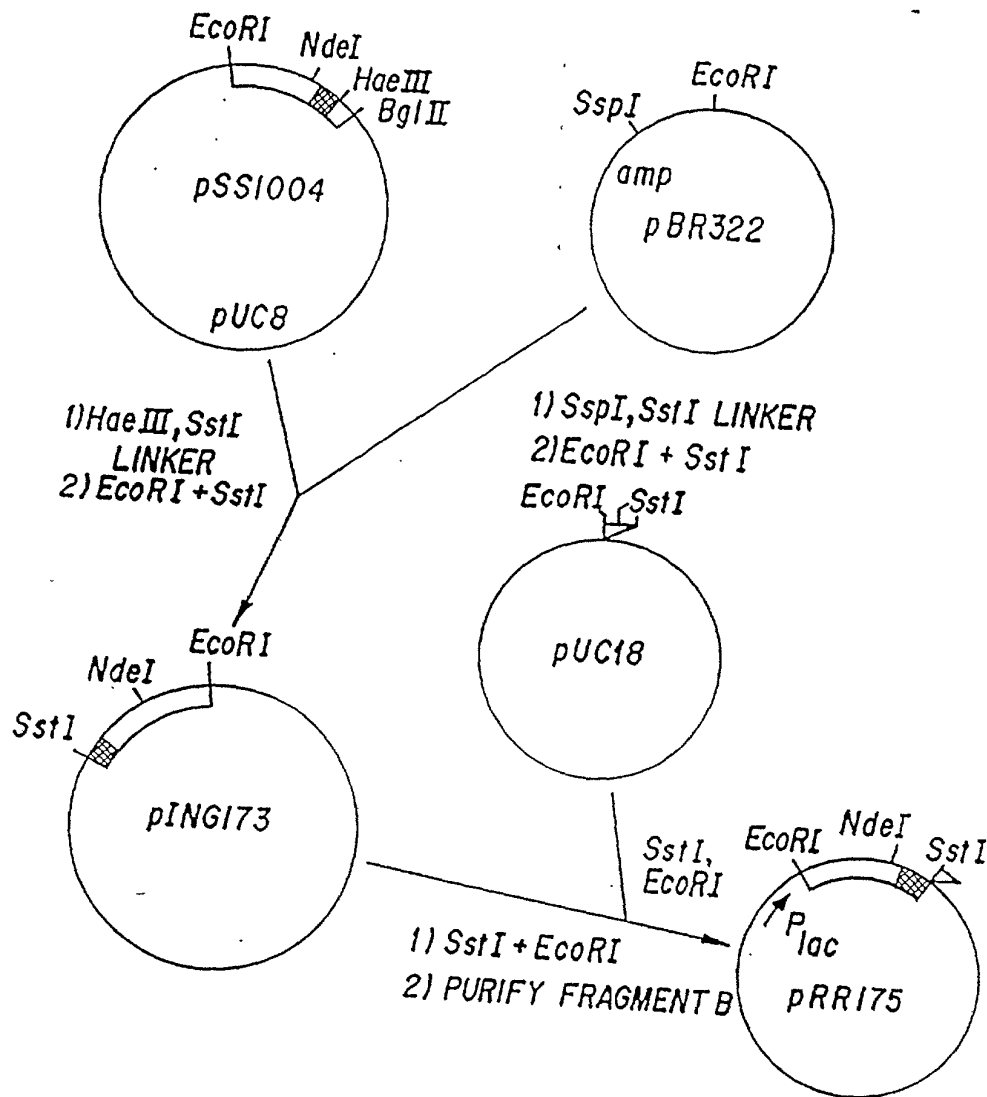 EcoRI
NdeI
HaeIII
BglII
pSS1004
pUC8
EcoRI
SspI
amp
pBR322
1)HaeIII,SstI
LINKER
2)EcoRI+SstI
1)SspI,SstI LINKER
2)EcoRI + SstI
EcoRI SstI
pUC18
EcoRI
NdeI
SstI
pING173
SstI,
EcoRI
1) SstI + EcoRI
2) PURIFY FRAGMENT B
EcoRI
NdeI
SstI
Plac
pRR175